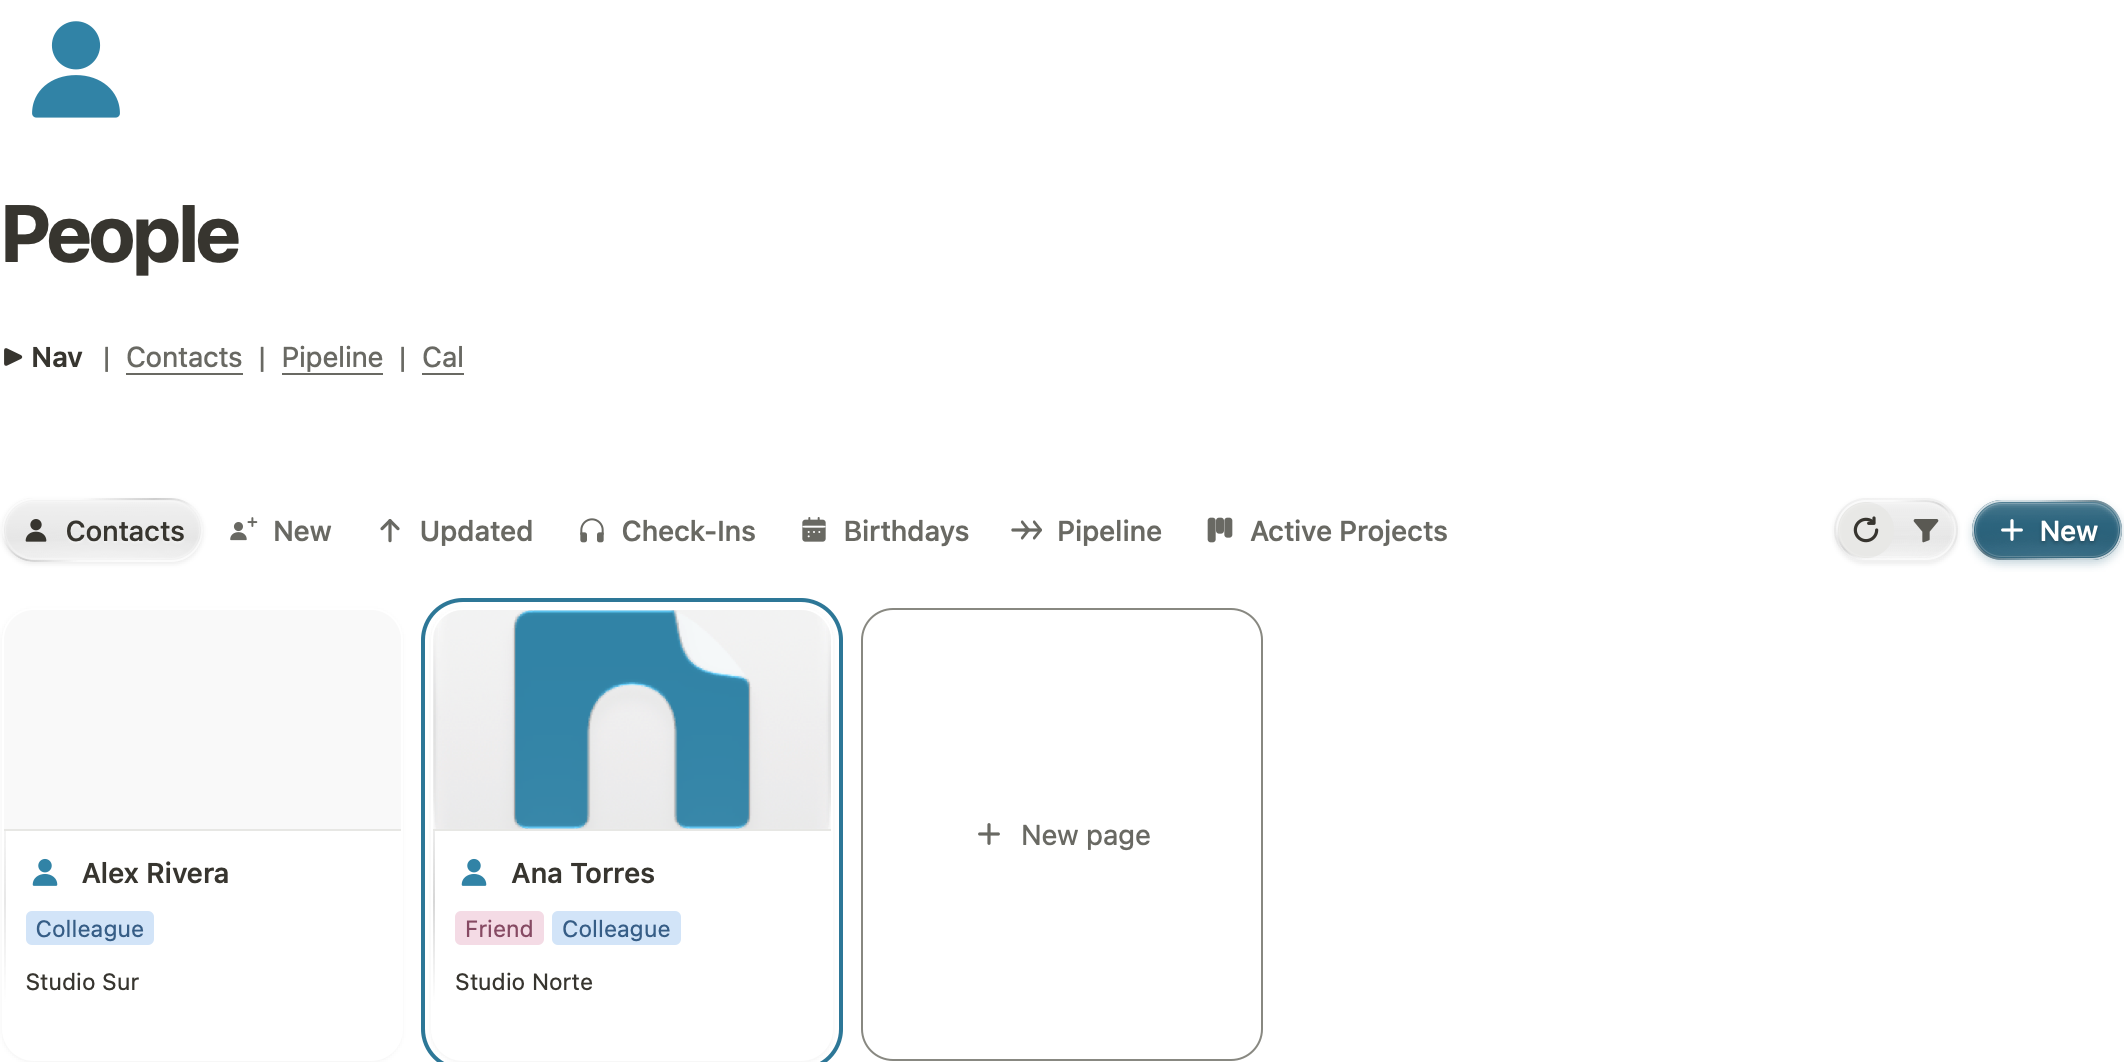 People
Nav | Contacts | Pipeline | Cal
Contacts New Updated Check-Ins Birthdays Pipeline Active Projects + New
Alex Rivera
Colleague
Studio Sur
Ana Torres
Friend Colleague
Studio Norte
+ New page